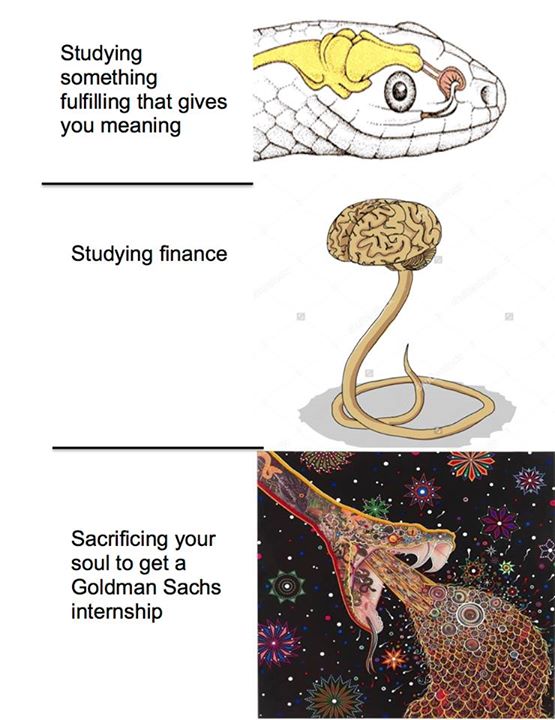 Studying
something
fulfilling that gives
you meaning
Studying finance
Sacrificing your
soul to get a
Goldman Sachs
internship